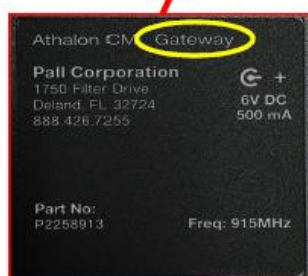 Athalon CM Gateway
Pall Corporation
1750 Filter Drive
Deland, FL 32724
888.426.7255
+
6V DC
500 mA
Part No:
P2258913
Freq: 915MHz